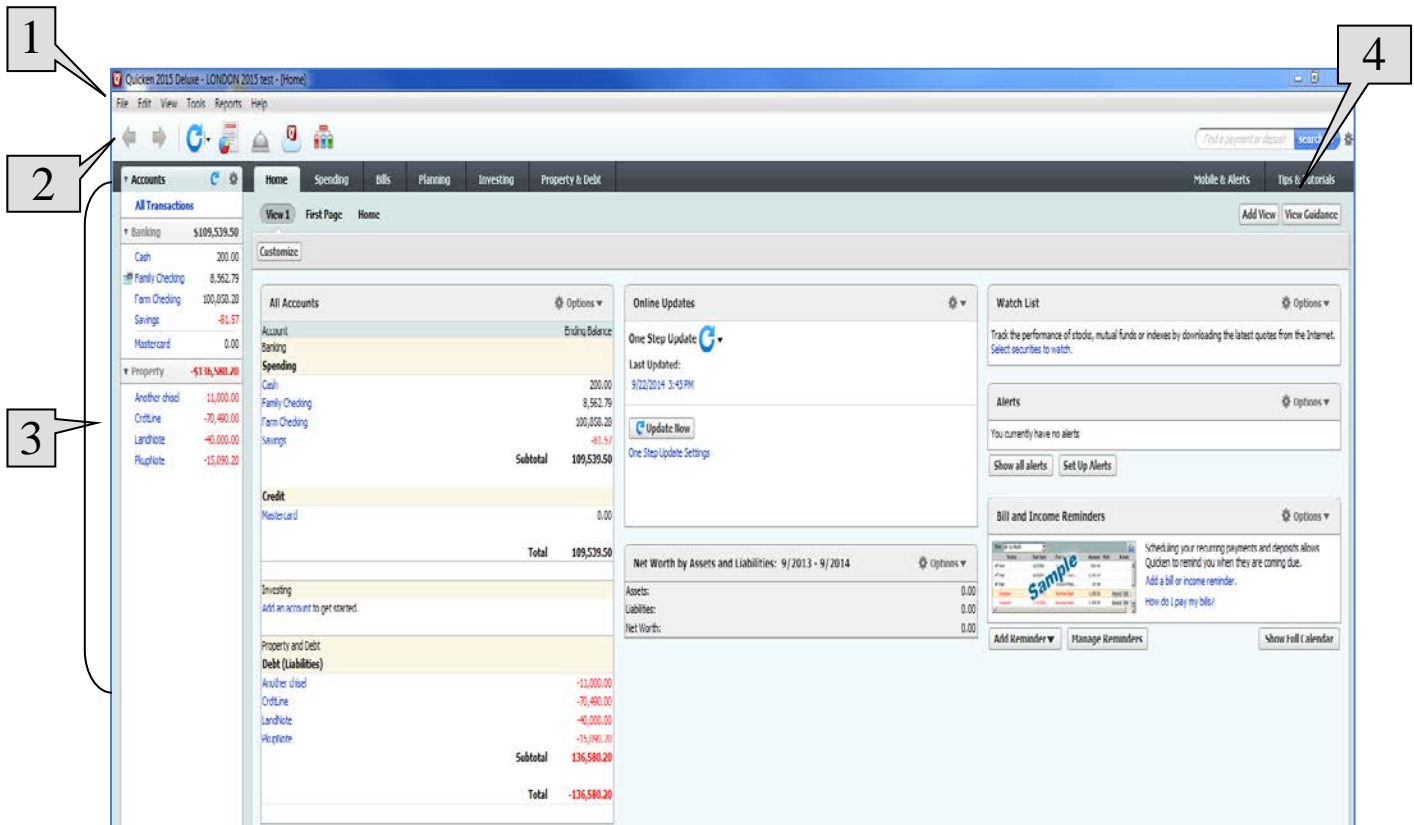 1
4
Quicken 2015 Deluxe - LONDON 2015 test - [Home]
File Edit View Tools Reports Help
2
Find a payment or deposit
Accounts
Home Spending Bills Planning Investing Property & Debt Mobile & Alerts Tips & Tutorials
All Transactions
View 1 First Page Home Add View View Guidance
Banking $109,539.50
Customize
Cash 200.00
Family Checking 8,562.79
Farm Checking 100,858.28
Savings -81.57
Mastercard 0.00
Property -$136,580.20
Another chisel 11,000.00
CrdtLine -70,490.00
LandNote -40,000.00
PkupNote -15,090.20
3
All Accounts Options
Account Ending Balance
Banking
Spending
Cash 200.00
Family Checking 8,562.79
Farm Checking 100,858.28
Savings -81.57
Subtotal 109,539.50
Credit
Mastercard 0.00
Total 109,539.50
Investing
Add an account to get started.
Property and Debt
Debt (Liabilities)
Another chisel -11,000.00
CrdtLine -70,490.00
LandNote -40,000.00
PkupNote -15,090.20
Subtotal 136,580.20
Total -136,580.20
Online Updates
One Step Update
Last Updated:
9/22/2014 3:43 PM
Update Now
One Step Update Settings
Net Worth by Assets and Liabilities: 9/2013 - 9/2014 Options
Assets: 0.00
Liabilities: 0.00
Net Worth: 0.00
Watch List Options
Track the performance of stocks, mutual funds or indexes by downloading the latest quotes from the Internet.
Select securities to watch.
Alerts Options
You currently have no alerts
Show all alerts Set Up Alerts
Bill and Income Reminders Options
Sample
Scheduling your recurring payments and deposits allows
Quicken to remind you when they are coming due.
Add a bill or income reminder.
How do I pay my bills?
Add Reminder Manage Reminders Show Full Calendar